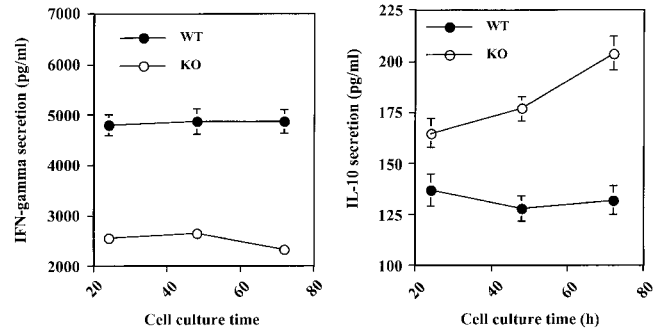 IFN-gamma secretion (pg/ml)
7000
6000
5000
4000
3000
2000
WT
KO
20
40
60
80
Cell culture time
IL-10 secretion (pg/ml)
225
200
175
150
125
100
WT
KO
20
40
60
80
Cell culture time (h)